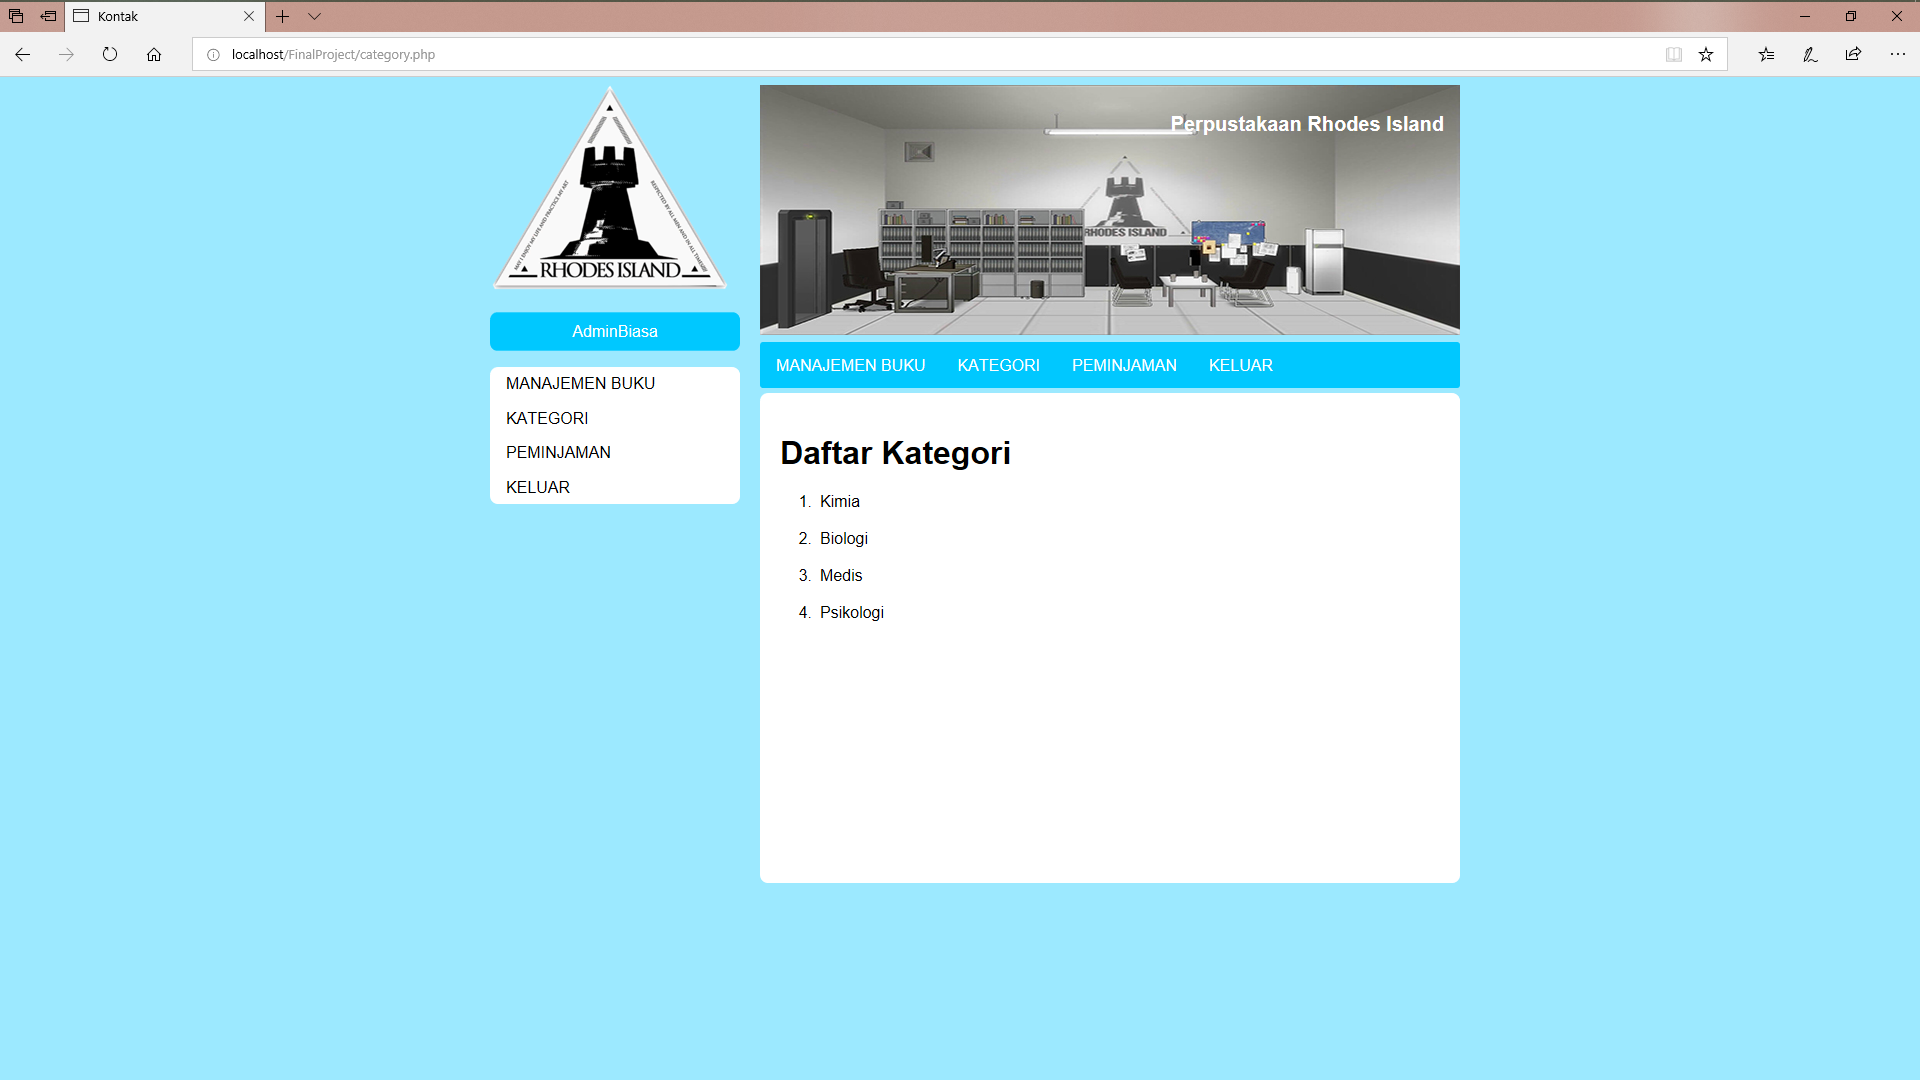 Kontak
localhost/FinalProject/category.php
RHODES ISLAND
Perpustakaan Rhodes Island
RHODES ISLAND
AdminBiasa
MANAJEMEN BUKU
KATEGORI
PEMINJAMAN
KELUAR
MANAJEMEN BUKU KATEGORI PEMINJAMAN KELUAR
Daftar Kategori
1. Kimia
2. Biologi
3. Medis
4. Psikologi